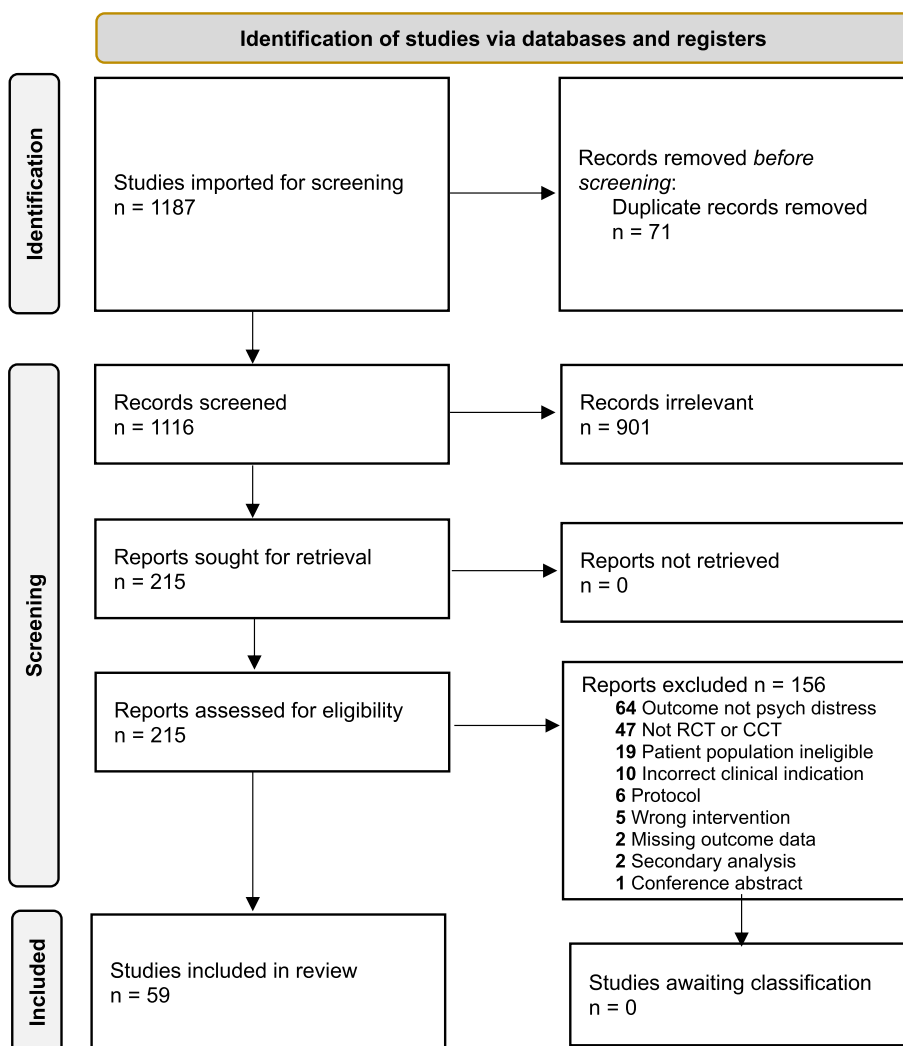 Identification of studies via databases and registers
Identification
Studies imported for screening
n = 1187
Records removed before
screening:
Duplicate records removed
n = 71
Screening
Records screened
n = 1116
Records irrelevant
n = 901
Reports sought for retrieval
n = 215
Reports not retrieved
n = 0
Reports assessed for eligibility
n = 215
Reports excluded n = 156
64 Outcome not psych distress
47 Not RCT or CCT
19 Patient population ineligible
10 Incorrect clinical indication
6 Protocol
5 Wrong intervention
2 Missing outcome data
2 Secondary analysis
1 Conference abstract
Included
Studies included in review
n = 59
Studies awaiting classification
n = 0